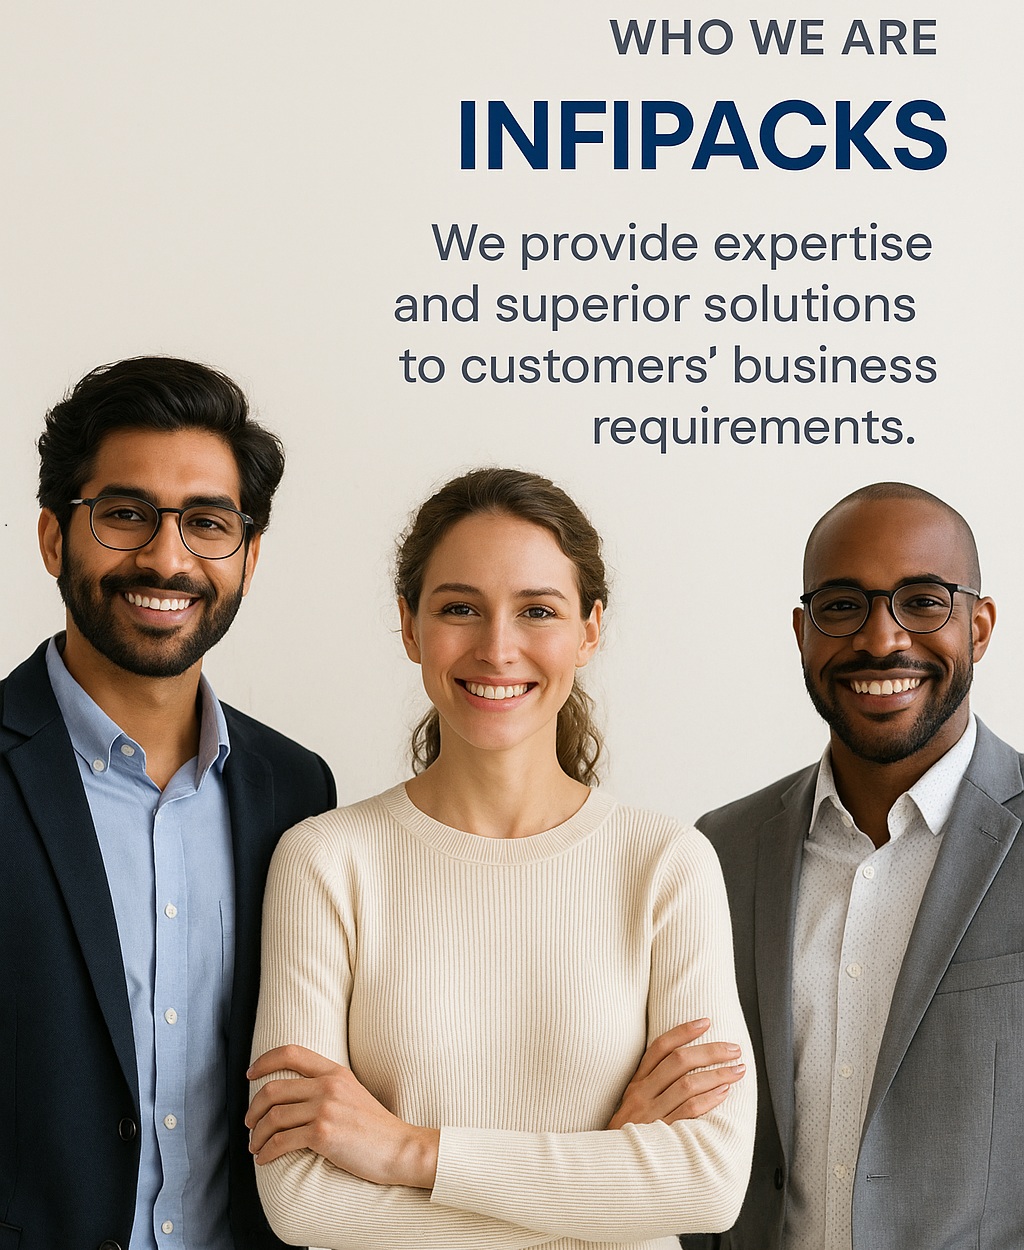 WHO WE ARE
INFIPACKS
We provide expertise
and superior solutions
to customers’ business
requirements.